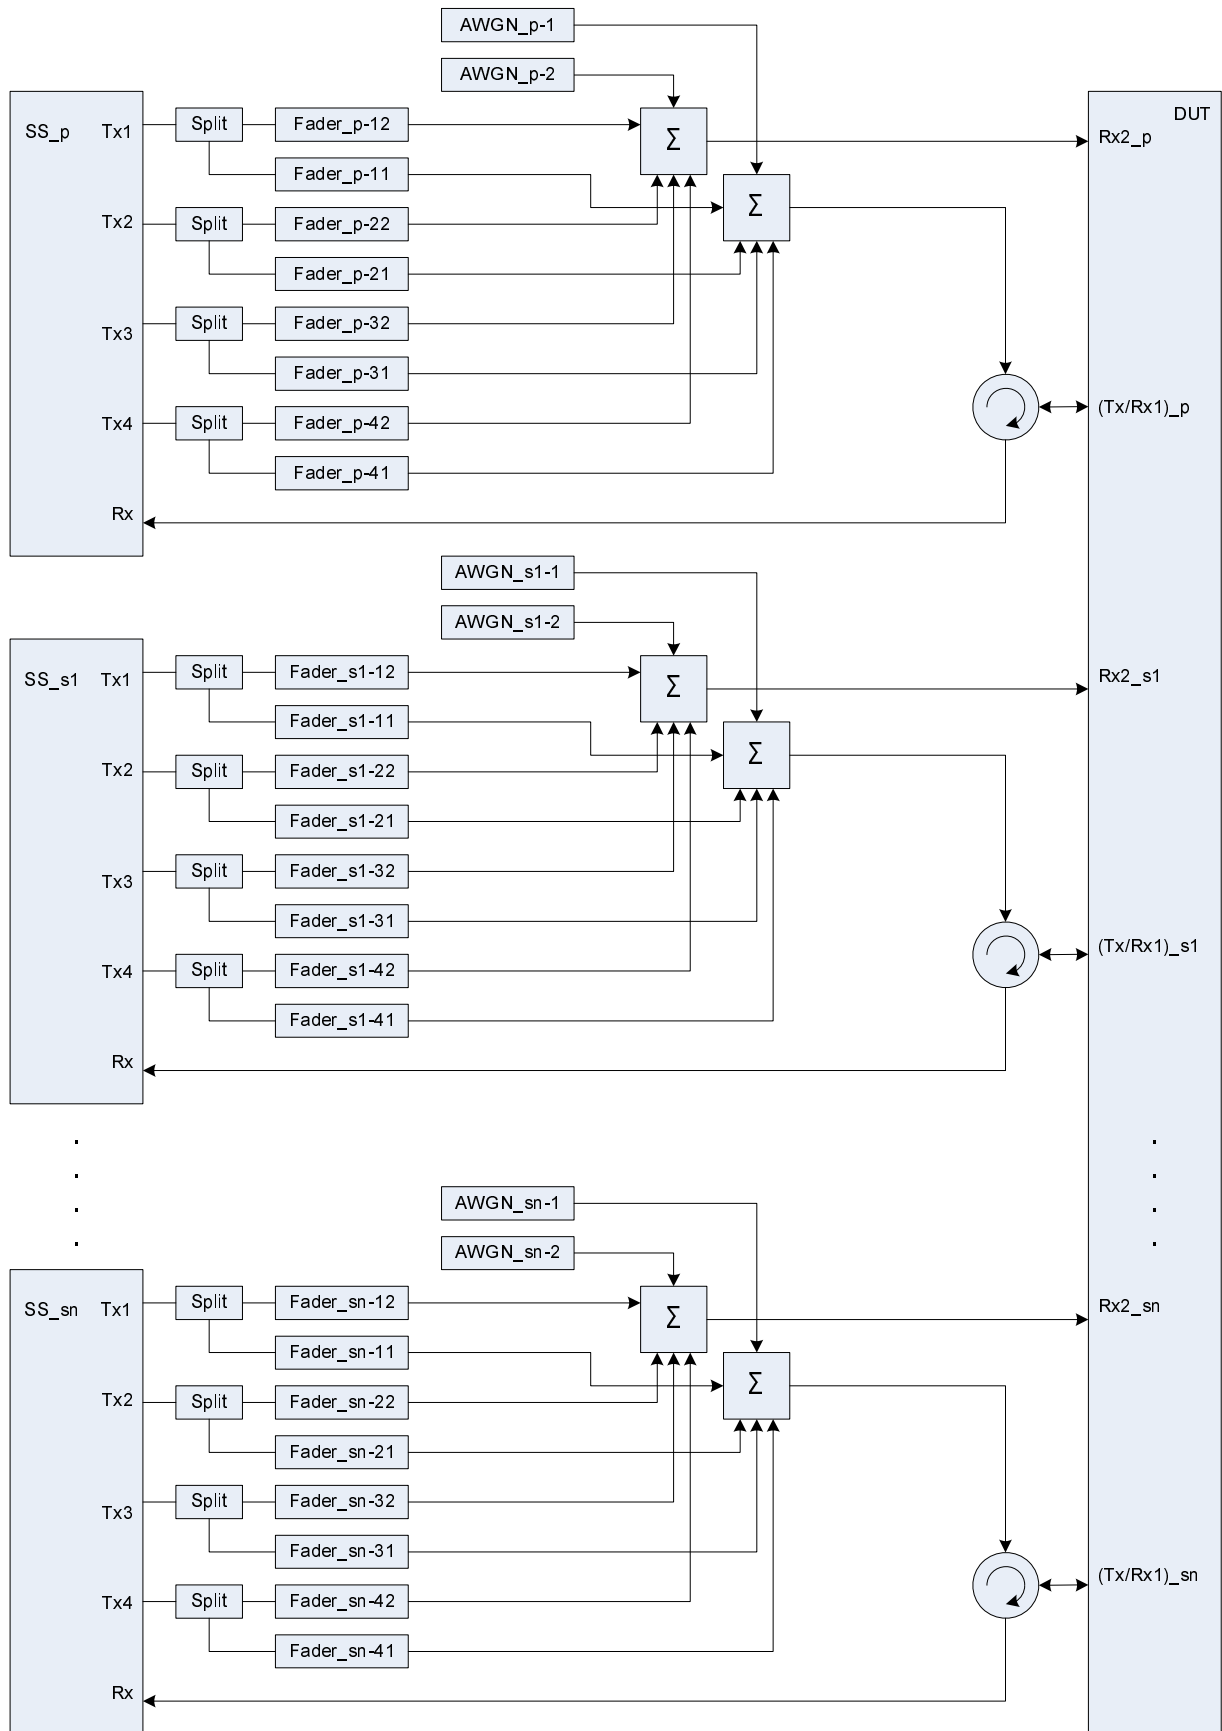 AWGN_p-1
AWGN_p-2
DUT
SS_p
Tx1
Split
Fader_p-12
Σ
Rx2_p
Fader_p-11
Σ
Tx2
Split
Fader_p-22
Fader_p-21
Tx3
Split
Fader_p-32
Fader_p-31
Tx4
Split
Fader_p-42
(Tx/Rx1)_p
Fader_p-41
Rx
AWGN_s1-1
AWGN_s1-2
SS_s1
Tx1
Split
Fader_s1-12
Σ
Rx2_s1
Fader_s1-11
Σ
Tx2
Split
Fader_s1-22
Fader_s1-21
Tx3
Split
Fader_s1-32
Fader_s1-31
Tx4
Split
Fader_s1-42
(Tx/Rx1)_s1
Fader_s1-41
Rx
AWGN_sn-1
AWGN_sn-2
SS_sn
Tx1
Split
Fader_sn-12
Σ
Rx2_sn
Fader_sn-11
Σ
Tx2
Split
Fader_sn-22
Fader_sn-21
Tx3
Split
Fader_sn-32
Fader_sn-31
Tx4
Split
Fader_sn-42
(Tx/Rx1)_sn
Fader_sn-41
Rx